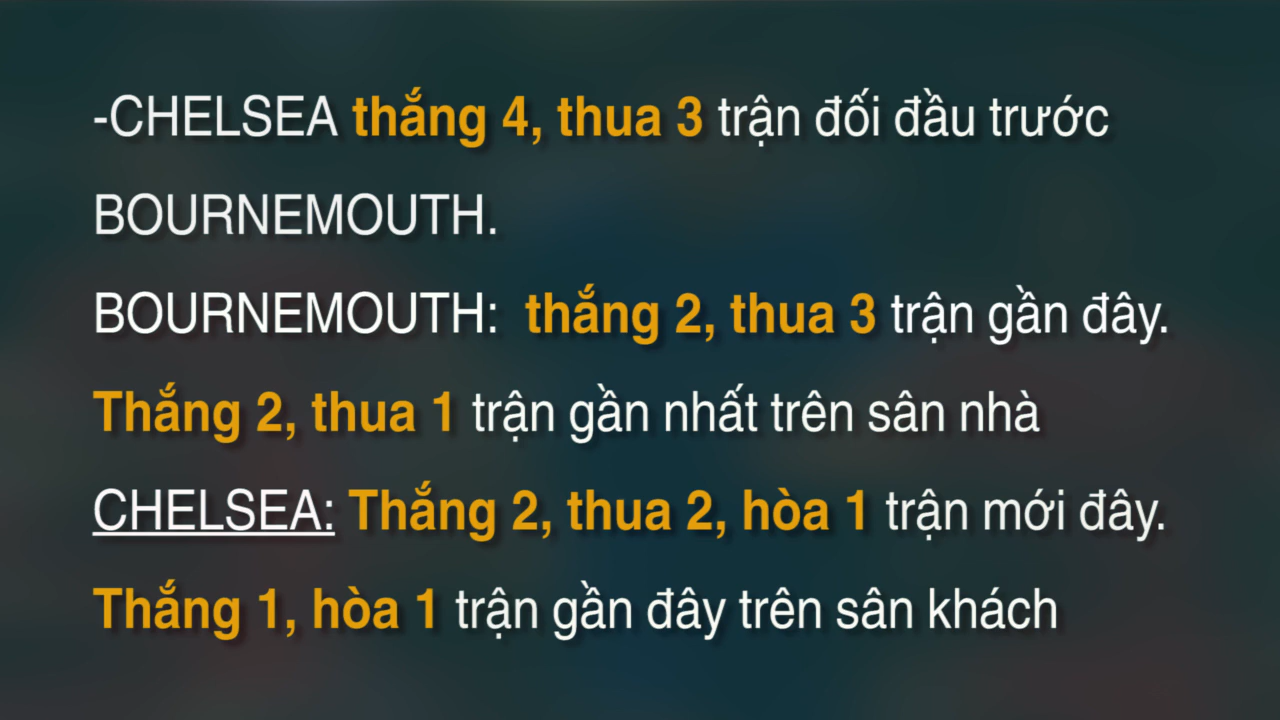 -CHELSEA thắng 4, thua 3 trận đối đầu trước
BOURNEMOUTH.
BOURNEMOUTH: thắng 2, thua 3 trận gần đây.
Thắng 2, thua 1 trận gần nhất trên sân nhà
CHELSEA: Thắng 2, thua 2, hòa 1 trận mới đây.
Thắng 1, hòa 1 trận gần đây trên sân khách